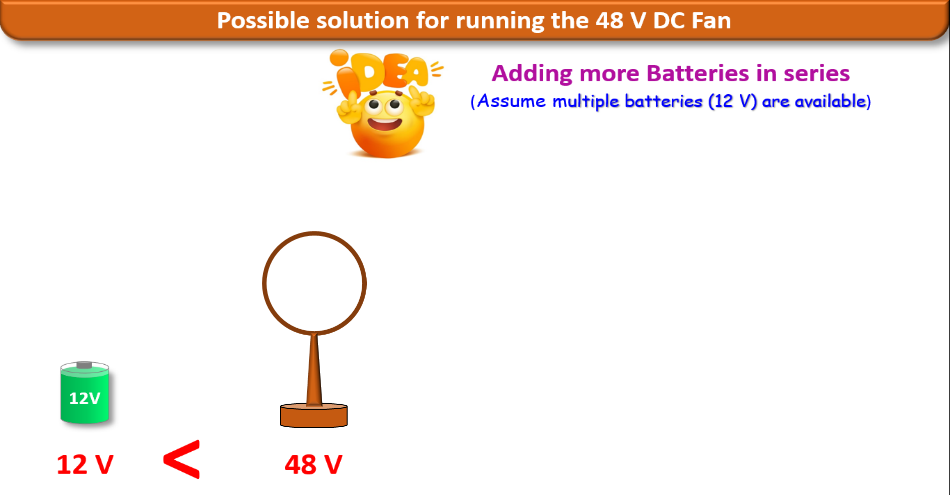 Possible solution for running the 48 V DC Fan
iDEA
Adding more Batteries in series
(Assume multiple batteries (12 V) are available)
12V
12 V < 48 V